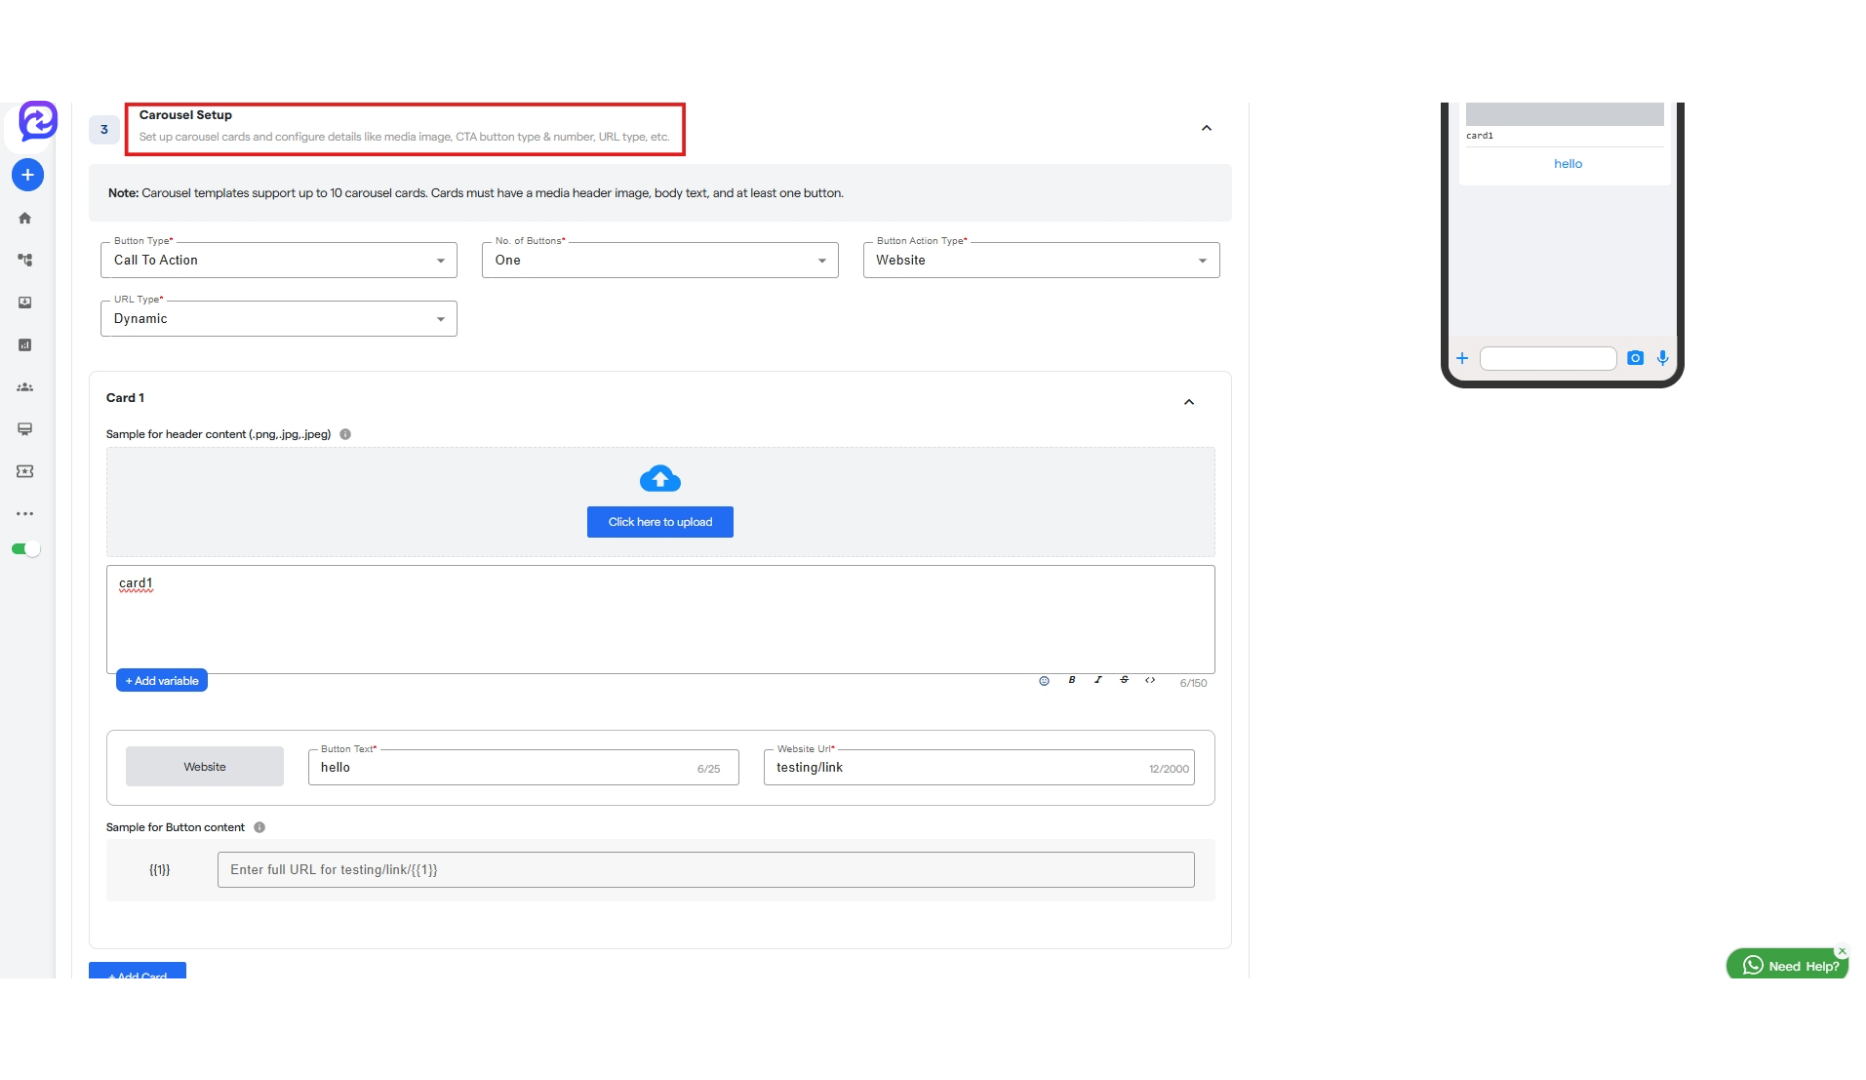 Carousel Setup
3
Set up carousel cards and configure details like media image, CTA button type & number, URL type, etc.
Note: Carousel templates support up to 10 carousel cards. Cards must have a media header image, body text, and at least one button.
Button Type*
Call To Action
No. of Buttons*
One
Button Action Type*
Website
URL Type*
Dynamic
Card 1
Sample for header content (.png,.jpg,.jpeg)
Click here to upload
card1
+ Add variable
B I S <>
6/150
Website
Button Text*
hello
6/25
Website Url*
testing/link
12/2000
Sample for Button content
{{1}}
Enter full URL for testing/link/{{1}}
+ Add Card
card1
hello
Need Help?